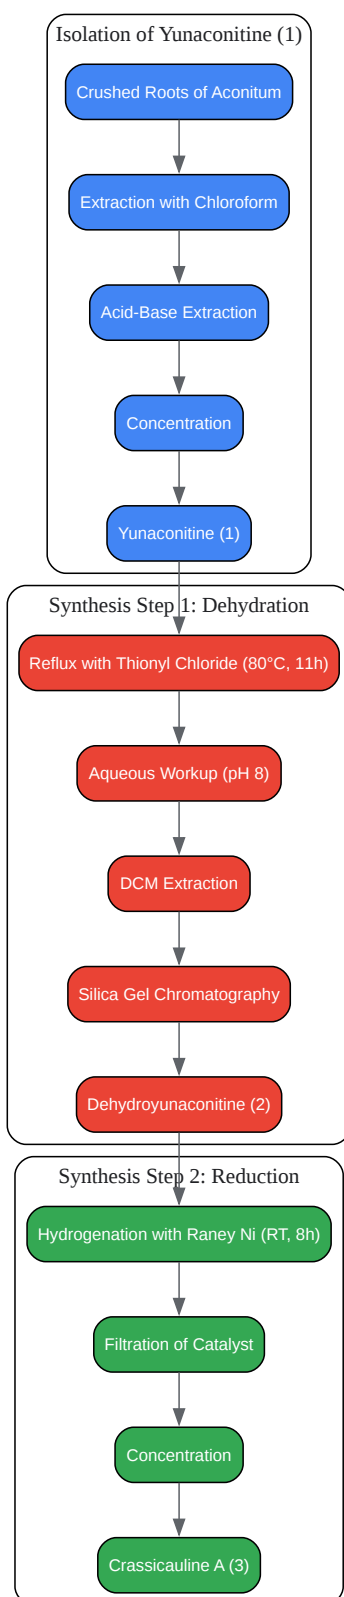 Isolation of Yunaconitine (1)
Crushed Roots of Aconitum
Extraction with Chloroform
Acid-Base Extraction
Concentration
Yunaconitine (1)
Synthesis Step 1: Dehydration
Reflux with Thionyl Chloride (80°C, 11h)
Aqueous Workup (pH 8)
DCM Extraction
Silica Gel Chromatography
Dehydroyunaconitine (2)
Synthesis Step 2: Reduction
Hydrogenation with Raney Ni (RT, 8h)
Filtration of Catalyst
Concentration
Crassicauline A (3)